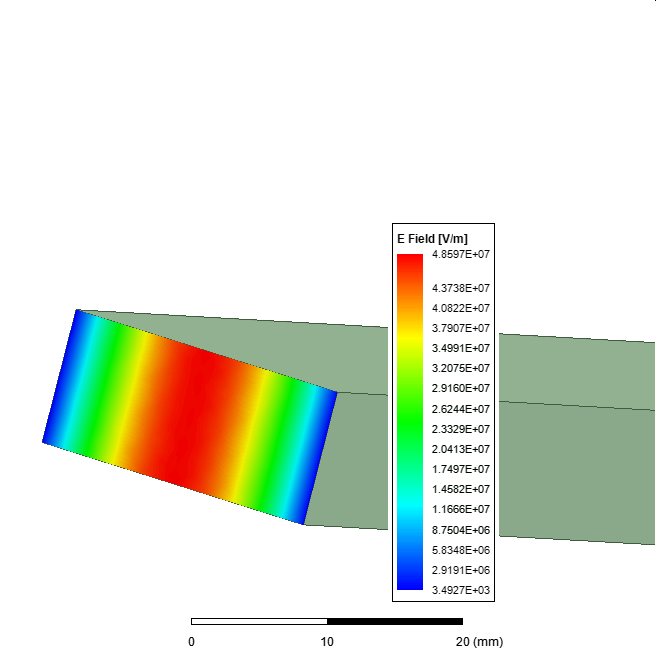 E Field [V/m]
4.8597E+07
4.3738E+07
4.0822E+07
3.7907E+07
3.4991E+07
3.2075E+07
2.9160E+07
2.6244E+07
2.3329E+07
2.0413E+07
1.7497E+07
1.4582E+07
1.1666E+07
8.7504E+06
5.8348E+06
2.9191E+06
3.4927E+03
0 10 20 (mm)